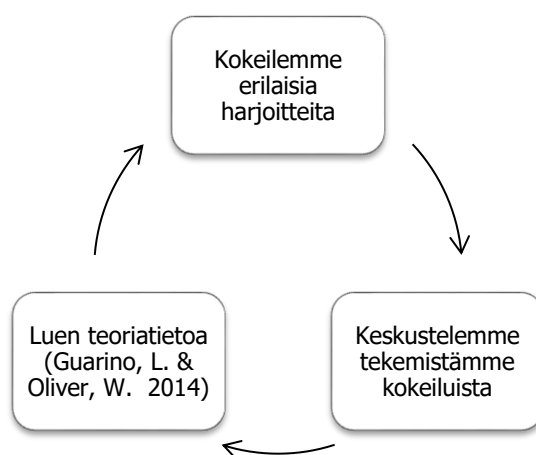 Kokeilemme
erilaisia
harjoitteita
Keskustelemme
tekemistämme
kokeiluista
Luen teoriatietoa
(Guarino, L. &
Oliver, W.  2014)